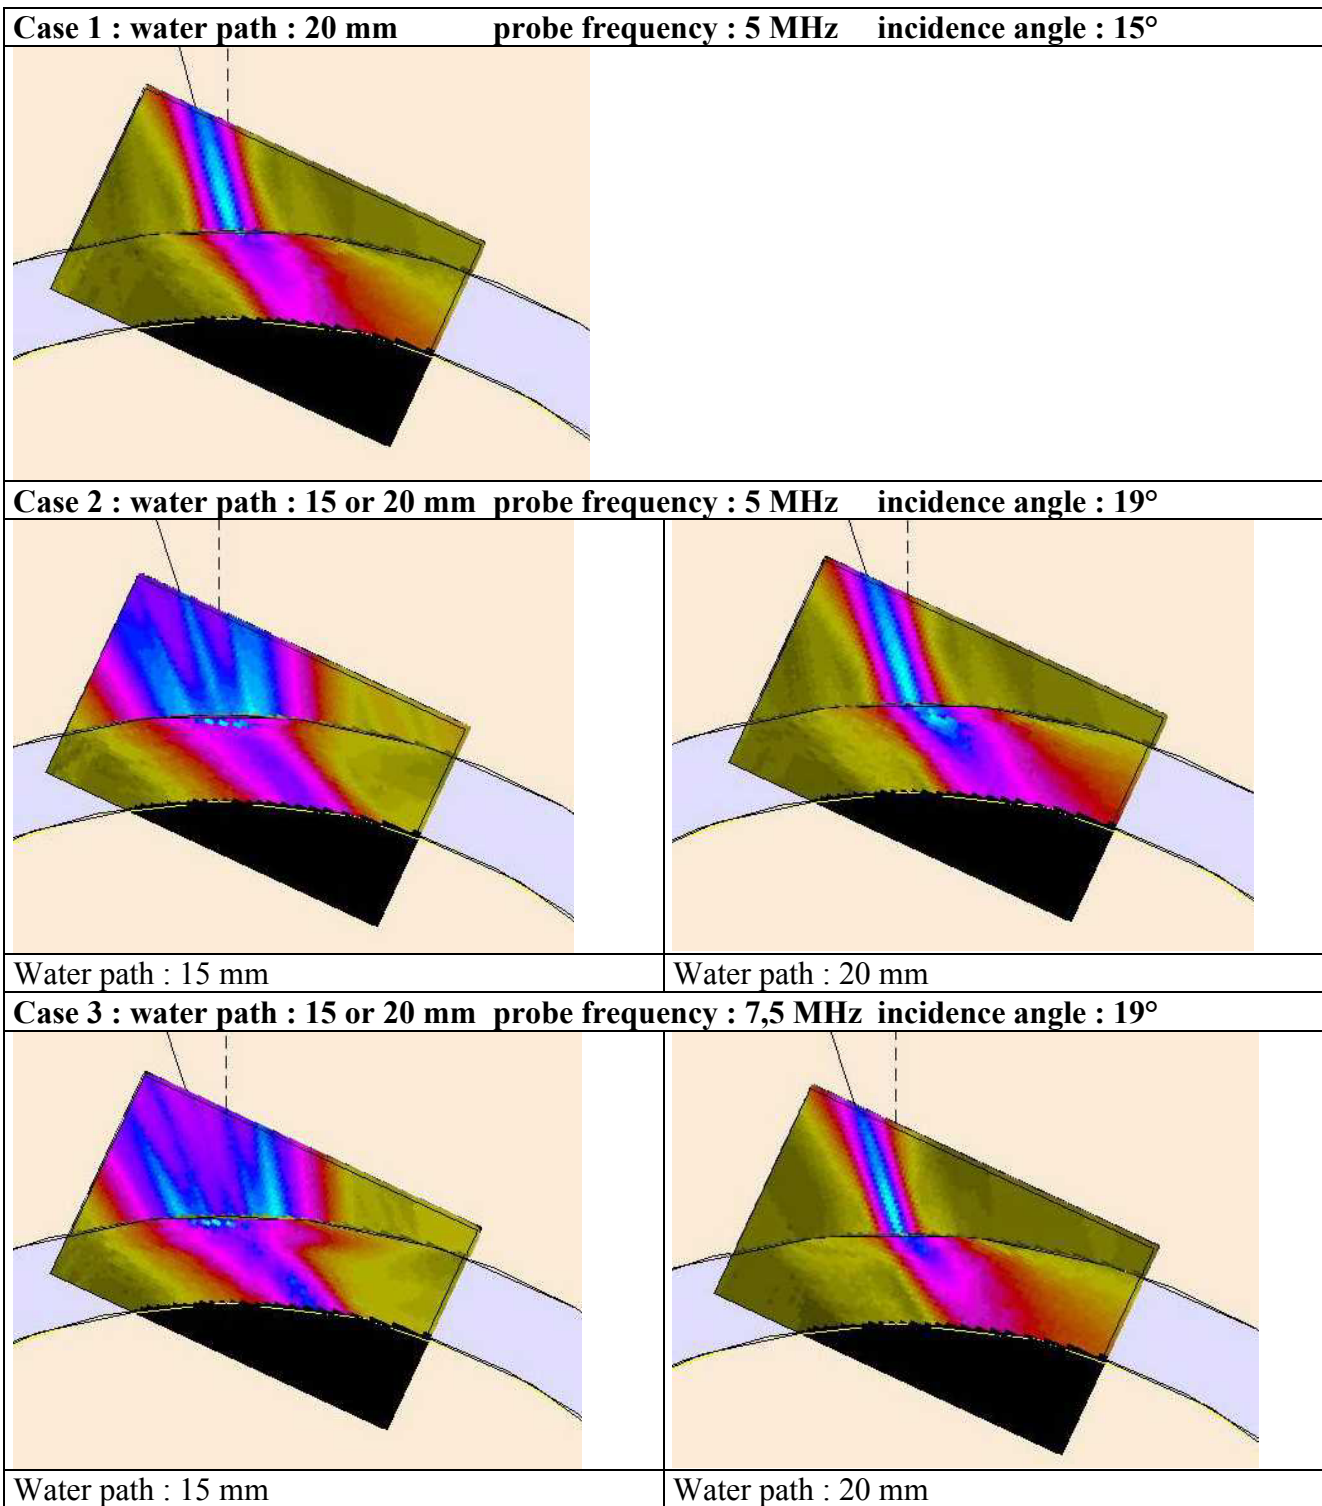 Case 1 : water path : 20 mm probe frequency : 5 MHz incidence angle : 15°
Case 2 : water path : 15 or 20 mm probe frequency : 5 MHz incidence angle : 19°
Water path : 15 mm
Water path : 20 mm
Case 3 : water path : 15 or 20 mm probe frequency : 7,5 MHz incidence angle : 19°
Water path : 15 mm
Water path : 20 mm